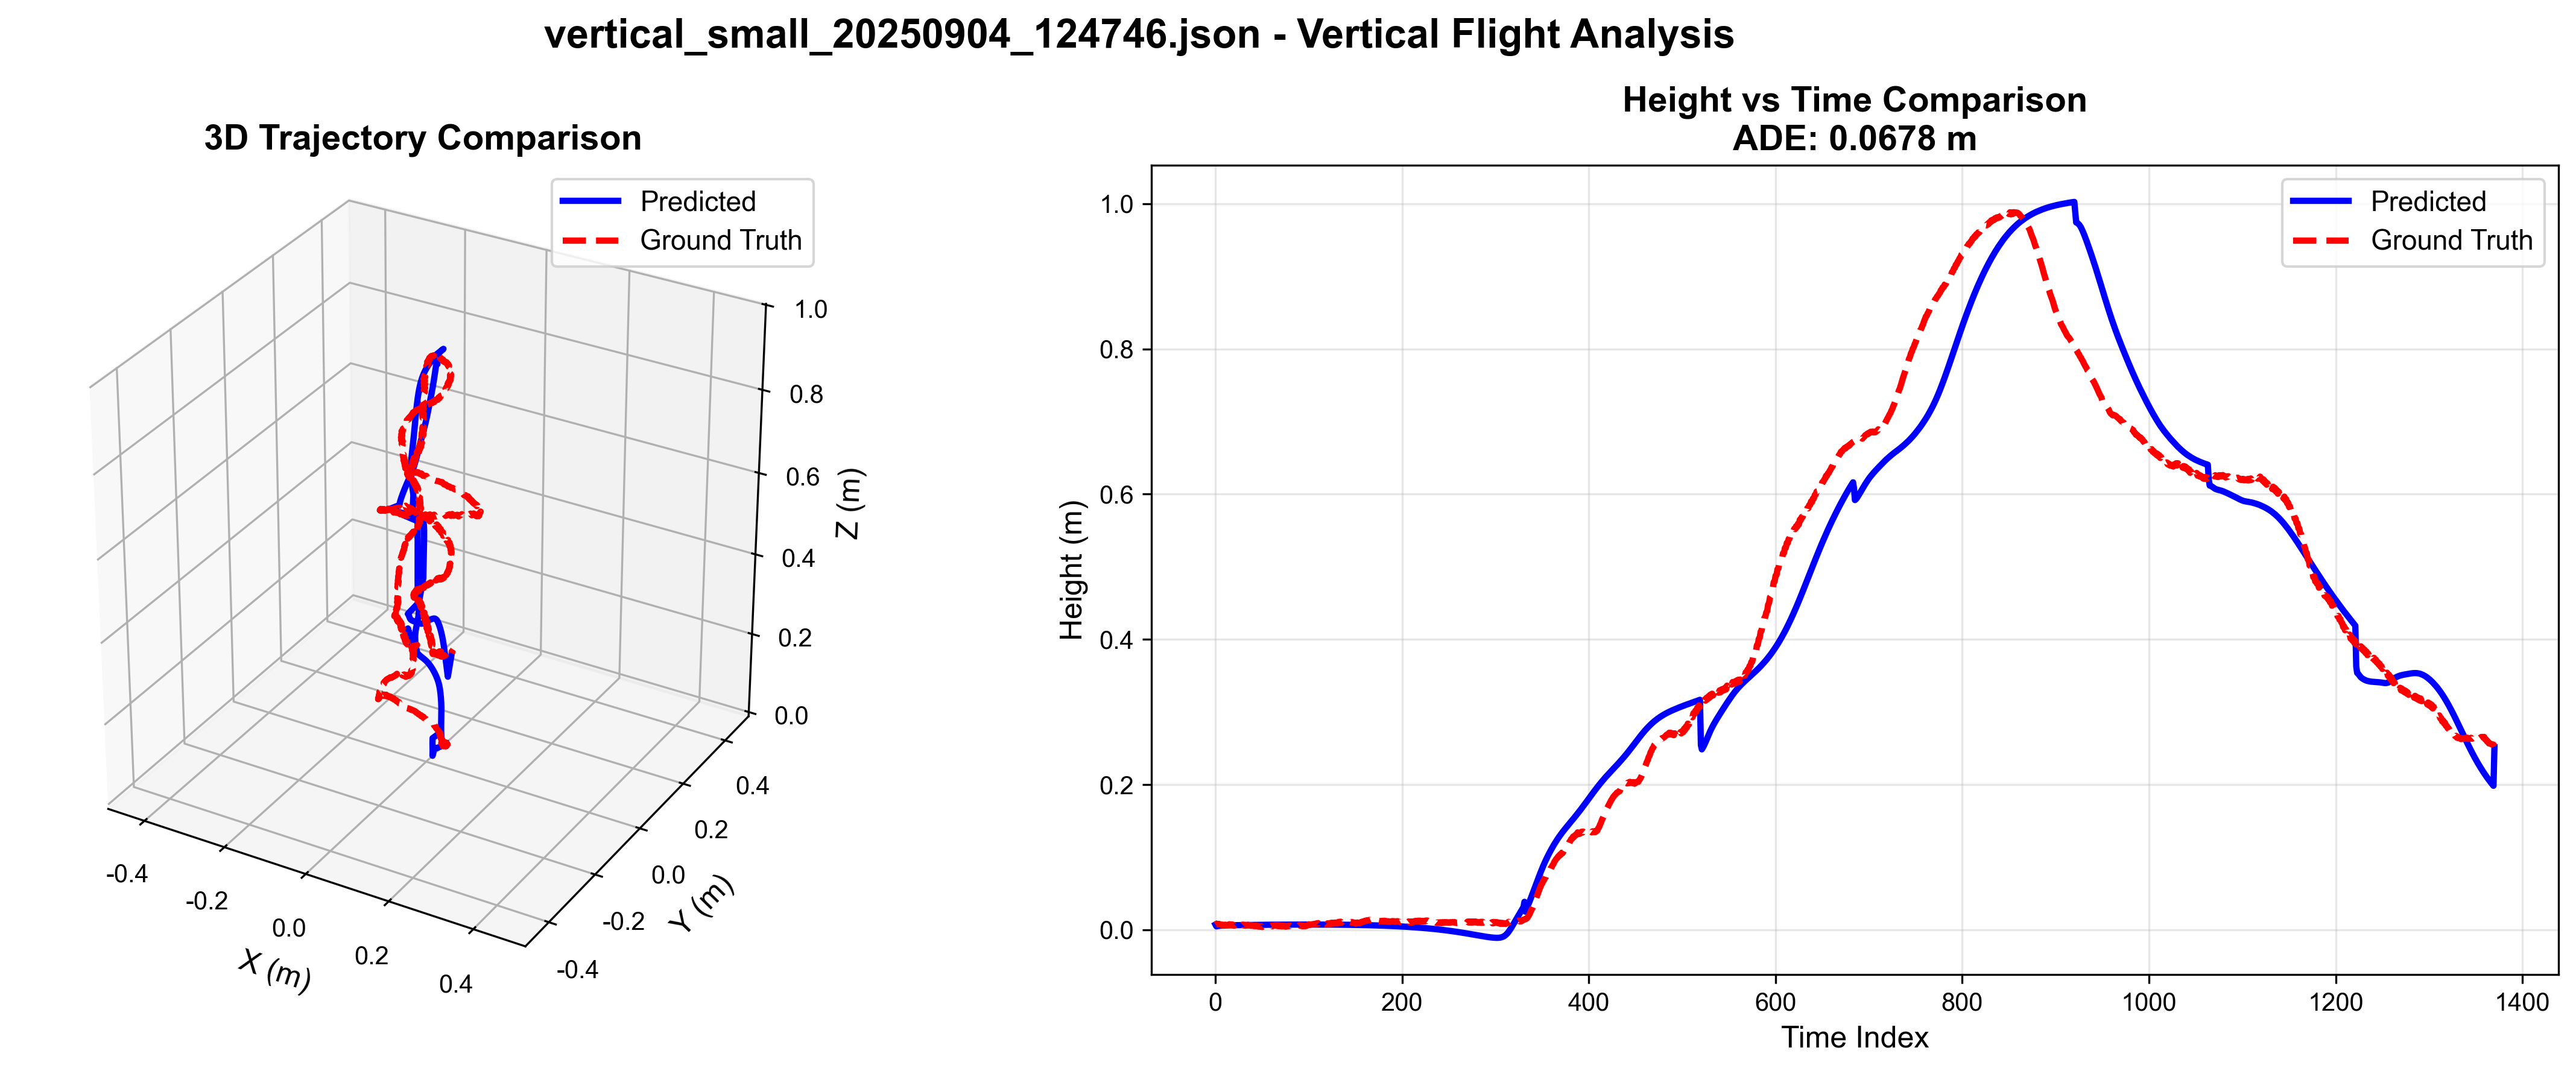 vertical_small_20250904_124746.json - Vertical Flight Analysis
3D Trajectory Comparison
Predicted
Ground Truth
1.0
0.8
0.6
0.4
0.2
0.0
Z (m)
0.4
0.2
0.0
-0.2
-0.4
Y (m)
-0.4
-0.2
0.0
0.2
0.4
X (m)
Height vs Time Comparison
ADE: 0.0678 m
Predicted
Ground Truth
1.0
0.8
0.6
0.4
0.2
0.0
Height (m)
0
200
400
600
800
1000
1200
1400
Time Index